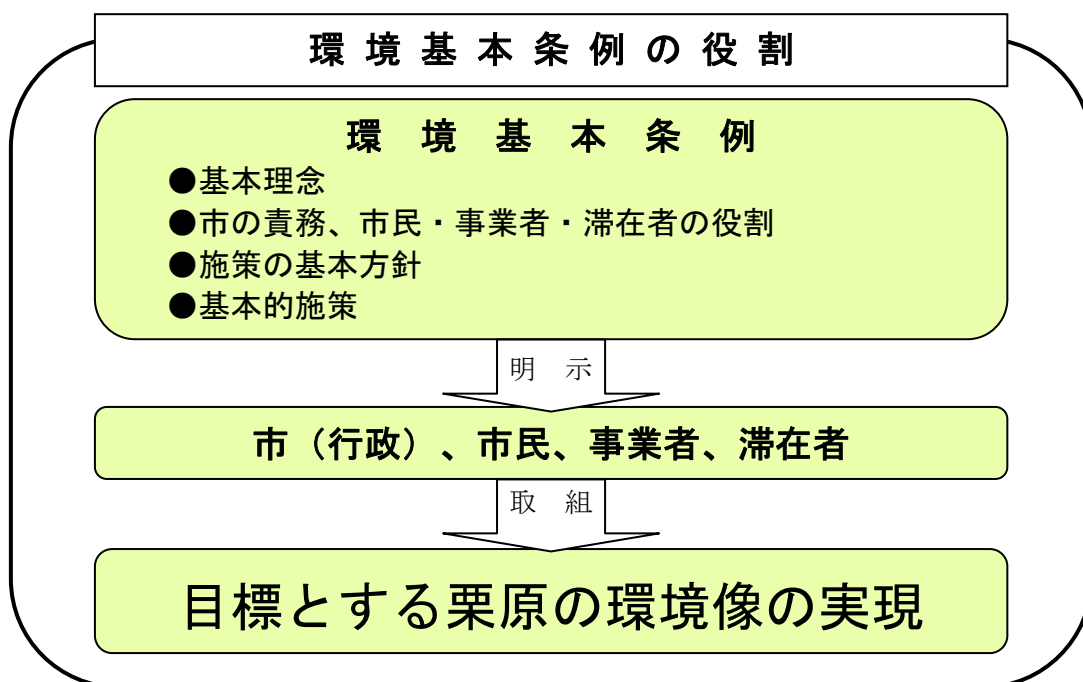 環境基本条例の役割
環境基本条例
●基本理念
●市の責務、市民・事業者・滞在者の役割
●施策の基本方針
●基本的施策
明示
市（行政）、市民、事業者、滞在者
取組
目標とする栗原の環境像の実現